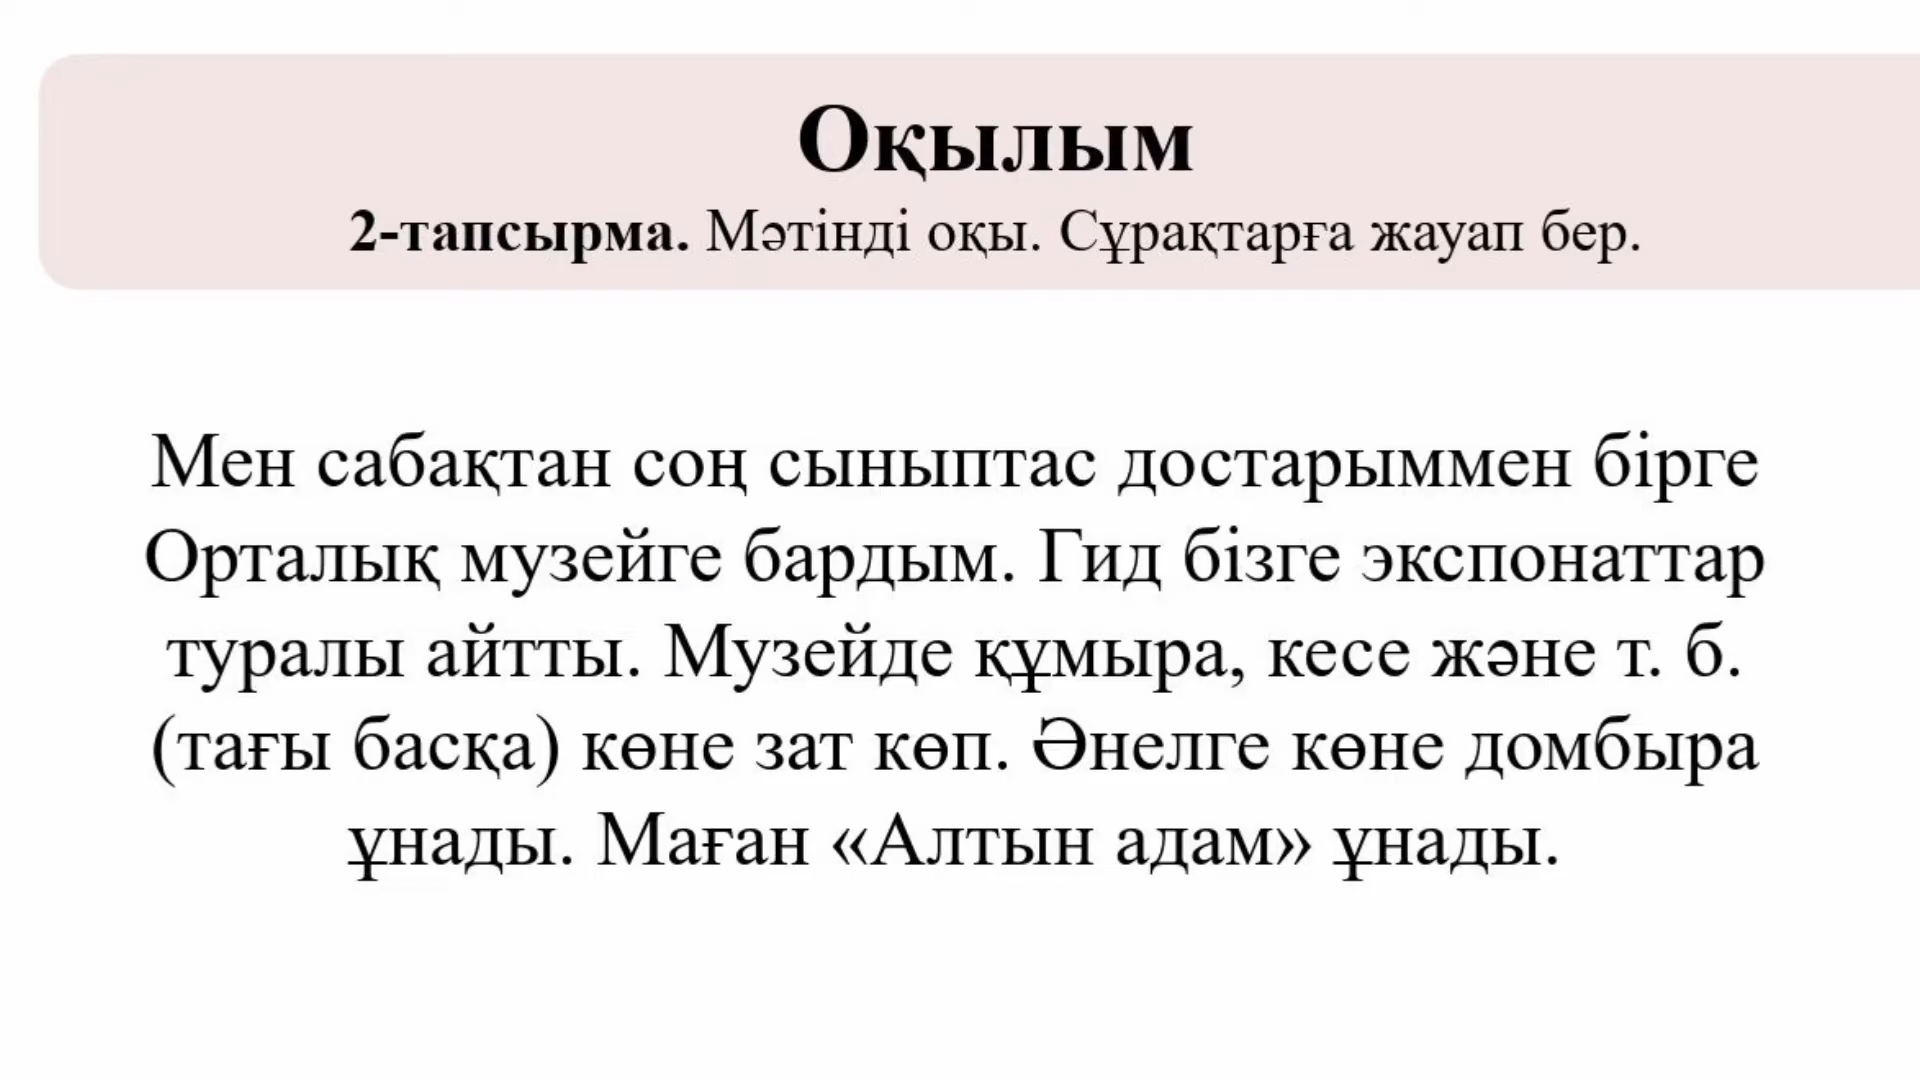 Оқылым
2-тапсырма. Мәтінді оқы. Сұрақтарға жауап бер.
Мен сабақтан соң сыныптас достарыммен бірге
Орталық музейге бардым. Гид бізге экспонаттар
туралы айтты. Музейде құмыра, кесе және т. б.
(тағы басқа) көне зат көп. Әнелге көне домбыра
ұнады. Маған «Алтын адам» ұнады.